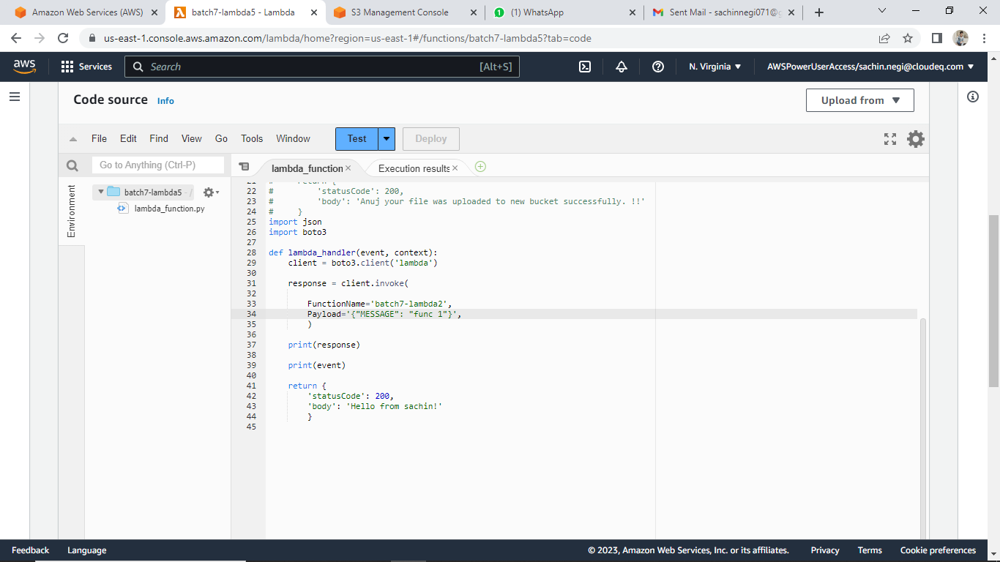 Amazon Web Services (AWS)
batch7-lambda5 - Lambda
S3 Management Console
(1) WhatsApp
Sent Mail - sachinnegi071@g
us-east-1.console.aws.amazon.com/lambda/home?region=us-east-1#/functions/batch7-lambda5?tab=code
aws
Services
Search
[Alt+S]
N. Virginia
AWSPowerUserAccess/sachin.negi@cloudeq.com
Code source
Info
Upload from
File Edit Find View Go Tools Window
Test
Deploy
Go to Anything (Ctrl-P)
lambda_function
Execution results
Environment
batch7-lambda5 - /
lambda_function.py
21 # return {
22 # 'statusCode': 200,
23 # 'body': 'Anuj your file was uploaded to new bucket successfully. !!'
24 # }
25 import json
26 import boto3
27
28 def lambda_handler(event, context):
29 client = boto3.client('lambda')
30
31 response = client.invoke(
32
33 FunctionName='batch7-lambda2',
34 Payload='{"MESSAGE": "func 1"}',
35 )
36
37 print(response)
38
39 print(event)
40
41 return {
42 'statusCode': 200,
43 'body': 'Hello from sachin!'
44 }
45
Feedback
Language
© 2023, Amazon Web Services, Inc. or its affiliates.
Privacy
Terms
Cookie preferences